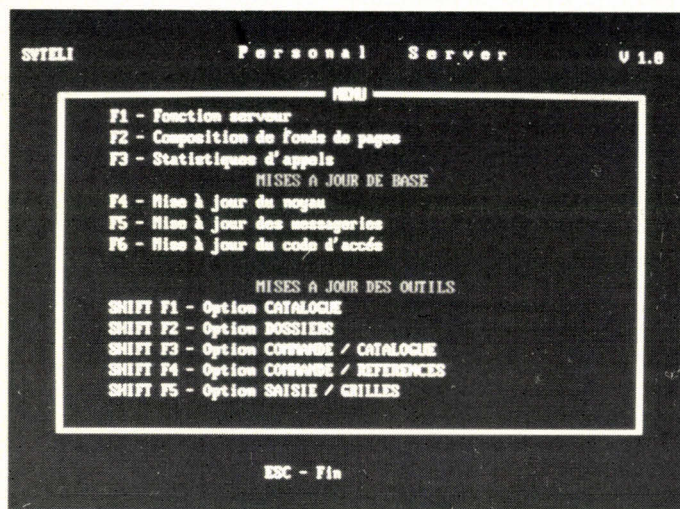 SYTELI Personal Server V 1.0
MENU
F1 - Fonction serveur
F2 - Composition de fonds de pages
F3 - Statistiques d'appels
MISES A JOUR DE BASE
F4 - Mise à jour du noyau
F5 - Mise à jour des messageries
F6 - Mise à jour du code d'accés
MISES A JOUR DES OUTILS
SHIFT F1 - Option CATALOGUE
SHIFT F2 - Option DOSSIERS
SHIFT F3 - Option COMMANDE / CATALOGUE
SHIFT F4 - Option COMMANDE / REFERENCES
SHIFT F5 - Option SAISIE / GRILLES
ESC - Fin